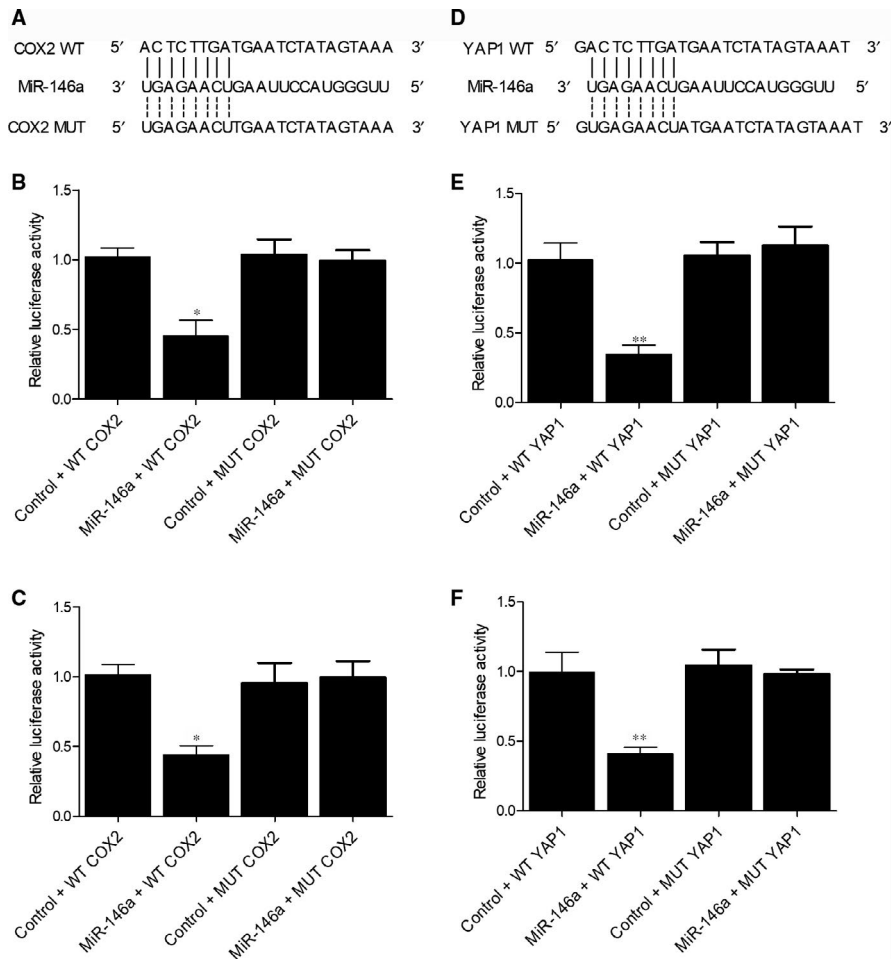 A
COX2 WT 5′ ACTCTTGATGAATCTATAGTAAA 3′
MiR-146a 3′ UGAGAACUGAAUUCCAUGGGUU 5′
COX2 MUT 5′ UGAGAACUTGAATCTATAGTAAA 3′
B
Relative luciferase activity
1.5
1.0
0.5
0.0
*
Control + WT COX2
MiR-146a + WT COX2
Control + MUT COX2
MiR-146a + MUT COX2
C
Relative luciferase activity
1.5
1.0
0.5
0.0
*
Control + WT COX2
MiR-146a + WT COX2
Control + MUT COX2
MiR-146a + MUT COX2
D
YAP1 WT 5′ GACTCTTGATGAATCTATAGTAAAT 3′
MiR-146a 3′ UGAGAACUGAAUUCCAUGGGUU 5′
YAP1 MUT 5′ GUGAGAACUATGAATCTATAGTAAAT 3′
E
Relative luciferase activity
1.5
1.0
0.5
0.0
**
Control + WT YAP1
MiR-146a + WT YAP1
Control + MUT YAP1
MiR-146a + MUT YAP1
F
Relative luciferase activity
1.5
1.0
0.5
0.0
**
Control + WT YAP1
MiR-146a + WT YAP1
Control + MUT YAP1
MiR-146a + MUT YAP1